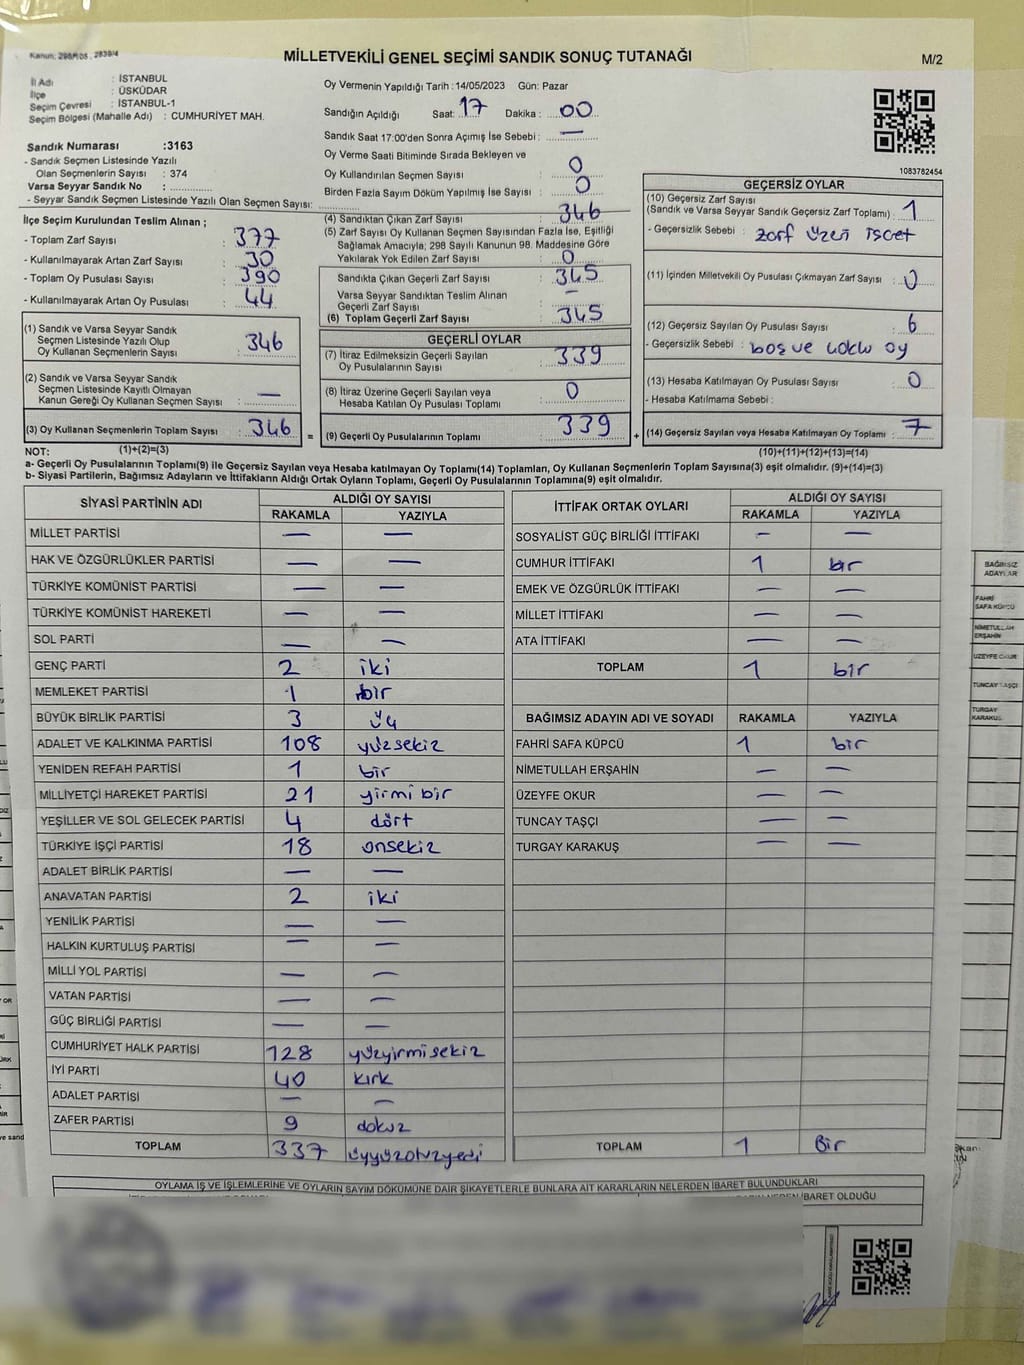 Kanun: 298/105, 2839/4
MİLLETVEKİLİ GENEL SEÇİMİ SANDIK SONUÇ TUTANAĞI
M/2
İl Adı : İSTANBUL
İlçe : ÜSKÜDAR
Seçim Çevresi : İSTANBUL-1
Seçim Bölgesi (Mahalle Adı) : CUMHURİYET MAH.
Sandık Numarası :3163
- Sandık Seçmen Listesinde Yazılı
Olan Seçmenlerin Sayısı : 374
Varsa Seyyar Sandık No :
- Seyyar Sandık Seçmen Listesinde Yazılı Olan Seçmen Sayısı:
Oy Vermenin Yapıldığı Tarih : 14/05/2023 Gün: Pazar
Sandığın Açıldığı Saat: 17 Dakika : 00
Sandık Saat 17:00'den Sonra Açımış İse Sebebi : —
Oy Verme Saati Bitiminde Sırada Bekleyen ve
Oy Kullandırılan Seçmen Sayısı : 0
Birden Fazla Sayım Döküm Yapılmış İse Sayısı : 0
1083782454
İlçe Seçim Kurulundan Teslim Alınan ;
- Toplam Zarf Sayısı : 377
- Kullanılmayarak Artan Zarf Sayısı : 30
- Toplam Oy Pusulası Sayısı : 390
- Kullanılmayarak Artan Oy Pusulası : 44
(1) Sandık ve Varsa Seyyar Sandık
Seçmen Listesinde Yazılı Olup
Oy Kullanan Seçmenlerin Sayısı : 346
(2) Sandık ve Varsa Seyyar Sandık
Seçmen Listesinde Kayıtlı Olmayan
Kanun Gereği Oy Kullanan Seçmen Sayısı : —
(3) Oy Kullanan Seçmenlerin Toplam Sayısı : 346
(4) Sandıktan Çıkan Zarf Sayısı : 346
(5) Zarf Sayısı Oy Kullanan Seçmen Sayısından Fazla İse, Eşitliği
Sağlamak Amacıyla; 298 Sayılı Kanunun 98. Maddesine Göre
Yakılarak Yok Edilen Zarf Sayısı : 0
Sandıkta Çıkan Geçerli Zarf Sayısı : 345
Varsa Seyyar Sandıktan Teslim Alınan
Geçerli Zarf Sayısı : —
(6) Toplam Geçerli Zarf Sayısı : 345
GEÇERLİ OYLAR
(7) İtiraz Edilmeksizin Geçerli Sayılan
Oy Pusulalarının Sayısı : 339
(8) İtiraz Üzerine Geçerli Sayılan veya
Hesaba Katılan Oy Pusulası Toplamı : 0
= (9) Geçerli Oy Pusulalarının Toplamı : 339
GEÇERSİZ OYLAR
(10) Geçersiz Zarf Sayısı : 1
(Sandık ve Varsa Seyyar Sandık Geçersiz Zarf Toplamı)
- Geçersizlik Sebebi : zarf üzeri işaret
(11) İçinden Milletvekili Oy Pusulası Çıkmayan Zarf Sayısı : 0
(12) Geçersiz Sayılan Oy Pusulası Sayısı : 6
- Geçersizlik Sebebi : boş ve çoklu oy
(13) Hesaba Katılmayan Oy Pusulası Sayısı : 0
- Hesaba Katılmama Sebebi :
+ (14) Geçersiz Sayılan veya Hesaba Katılmayan Oy Toplamı : 7
NOT: (1)+(2)=(3) (10)+(11)+(12)+(13)=(14)
a- Geçerli Oy Pusulalarının Toplamı(9) ile Geçersiz Sayılan veya Hesaba katılmayan Oy Toplamı(14) Toplamları, Oy Kullanan Seçmenlerin Toplam Sayısına(3) eşit olmalıdır. (9)+(14)=(3)
b- Siyasi Partilerin, Bağımsız Adayların ve İttifakların Aldığı Ortak Oyların Toplamı, Geçerli Oy Pusulalarının Toplamına(9) eşit olmalıdır.
SİYASİ PARTİNİN ADI ALDIĞI OY SAYISI
RAKAMLA YAZIYLA
MİLLET PARTİSİ — —
HAK VE ÖZGÜRLÜKLER PARTİSİ — —
TÜRKİYE KOMÜNİST PARTİSİ — —
TÜRKİYE KOMÜNİST HAREKETİ — —
SOL PARTİ — —
GENÇ PARTİ 2 iki
MEMLEKET PARTİSİ 1 bir
BÜYÜK BİRLİK PARTİSİ 3 üç
ADALET VE KALKINMA PARTİSİ 108 yüzsekiz
YENİDEN REFAH PARTİSİ 1 bir
MİLLİYETÇİ HAREKET PARTİSİ 21 yirmi bir
YEŞİLLER VE SOL GELECEK PARTİSİ 4 dört
TÜRKİYE İŞÇİ PARTİSİ 18 onsekiz
ADALET BİRLİK PARTİSİ — —
ANAVATAN PARTİSİ 2 iki
YENİLİK PARTİSİ — —
HALKIN KURTULUŞ PARTİSİ — —
MİLLİ YOL PARTİSİ — —
VATAN PARTİSİ — —
GÜÇ BİRLİĞİ PARTİSİ — —
CUMHURİYET HALK PARTİSİ 128 yüzyirmisekiz
İYİ PARTİ 40 kırk
ADALET PARTİSİ — —
ZAFER PARTİSİ 9 dokuz
TOPLAM 337 üçyüzotuzyedi
İTTİFAK ORTAK OYLARI ALDIĞI OY SAYISI
RAKAMLA YAZIYLA
SOSYALİST GÜÇ BİRLİĞİ İTTİFAKI — —
CUMHUR İTTİFAKI 1 bir
EMEK VE ÖZGÜRLÜK İTTİFAKI — —
MİLLET İTTİFAKI — —
ATA İTTİFAKI — —
TOPLAM 1 bir
BAĞIMSIZ ADAYIN ADI VE SOYADI RAKAMLA YAZIYLA
FAHRİ SAFA KÜPCÜ 1 bir
NİMETULLAH ERŞAHİN — —
ÜZEYFE OKUR — —
TUNCAY TAŞÇI — —
TURGAY KARAKUŞ — —
TOPLAM 1 Bir
OYLAMA İŞ VE İŞLEMLERİNE VE OYLARIN SAYIM DÖKÜMÜNE DAİR ŞİKAYETLERLE BUNLARA AİT KARARLARIN NELERDEN İBARET BULUNDUKLARI
İBARET OLDUĞU
BAĞIMSIZ
ADAYLAR
FAHRİ
SAFA KÜPCÜ
NİMETULLAH
ERŞAHİN
ÜZEYFE OKUR
TUNCAY TAŞÇI
TURGAY
KARAKUŞ